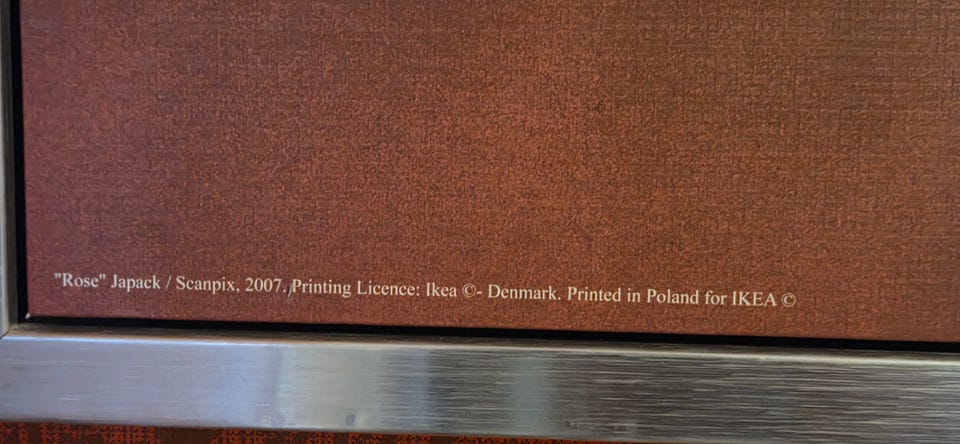 "Rose" Japack / Scanpix, 2007. Printing Licence: Ikea ©- Denmark. Printed in Poland for IKEA ©